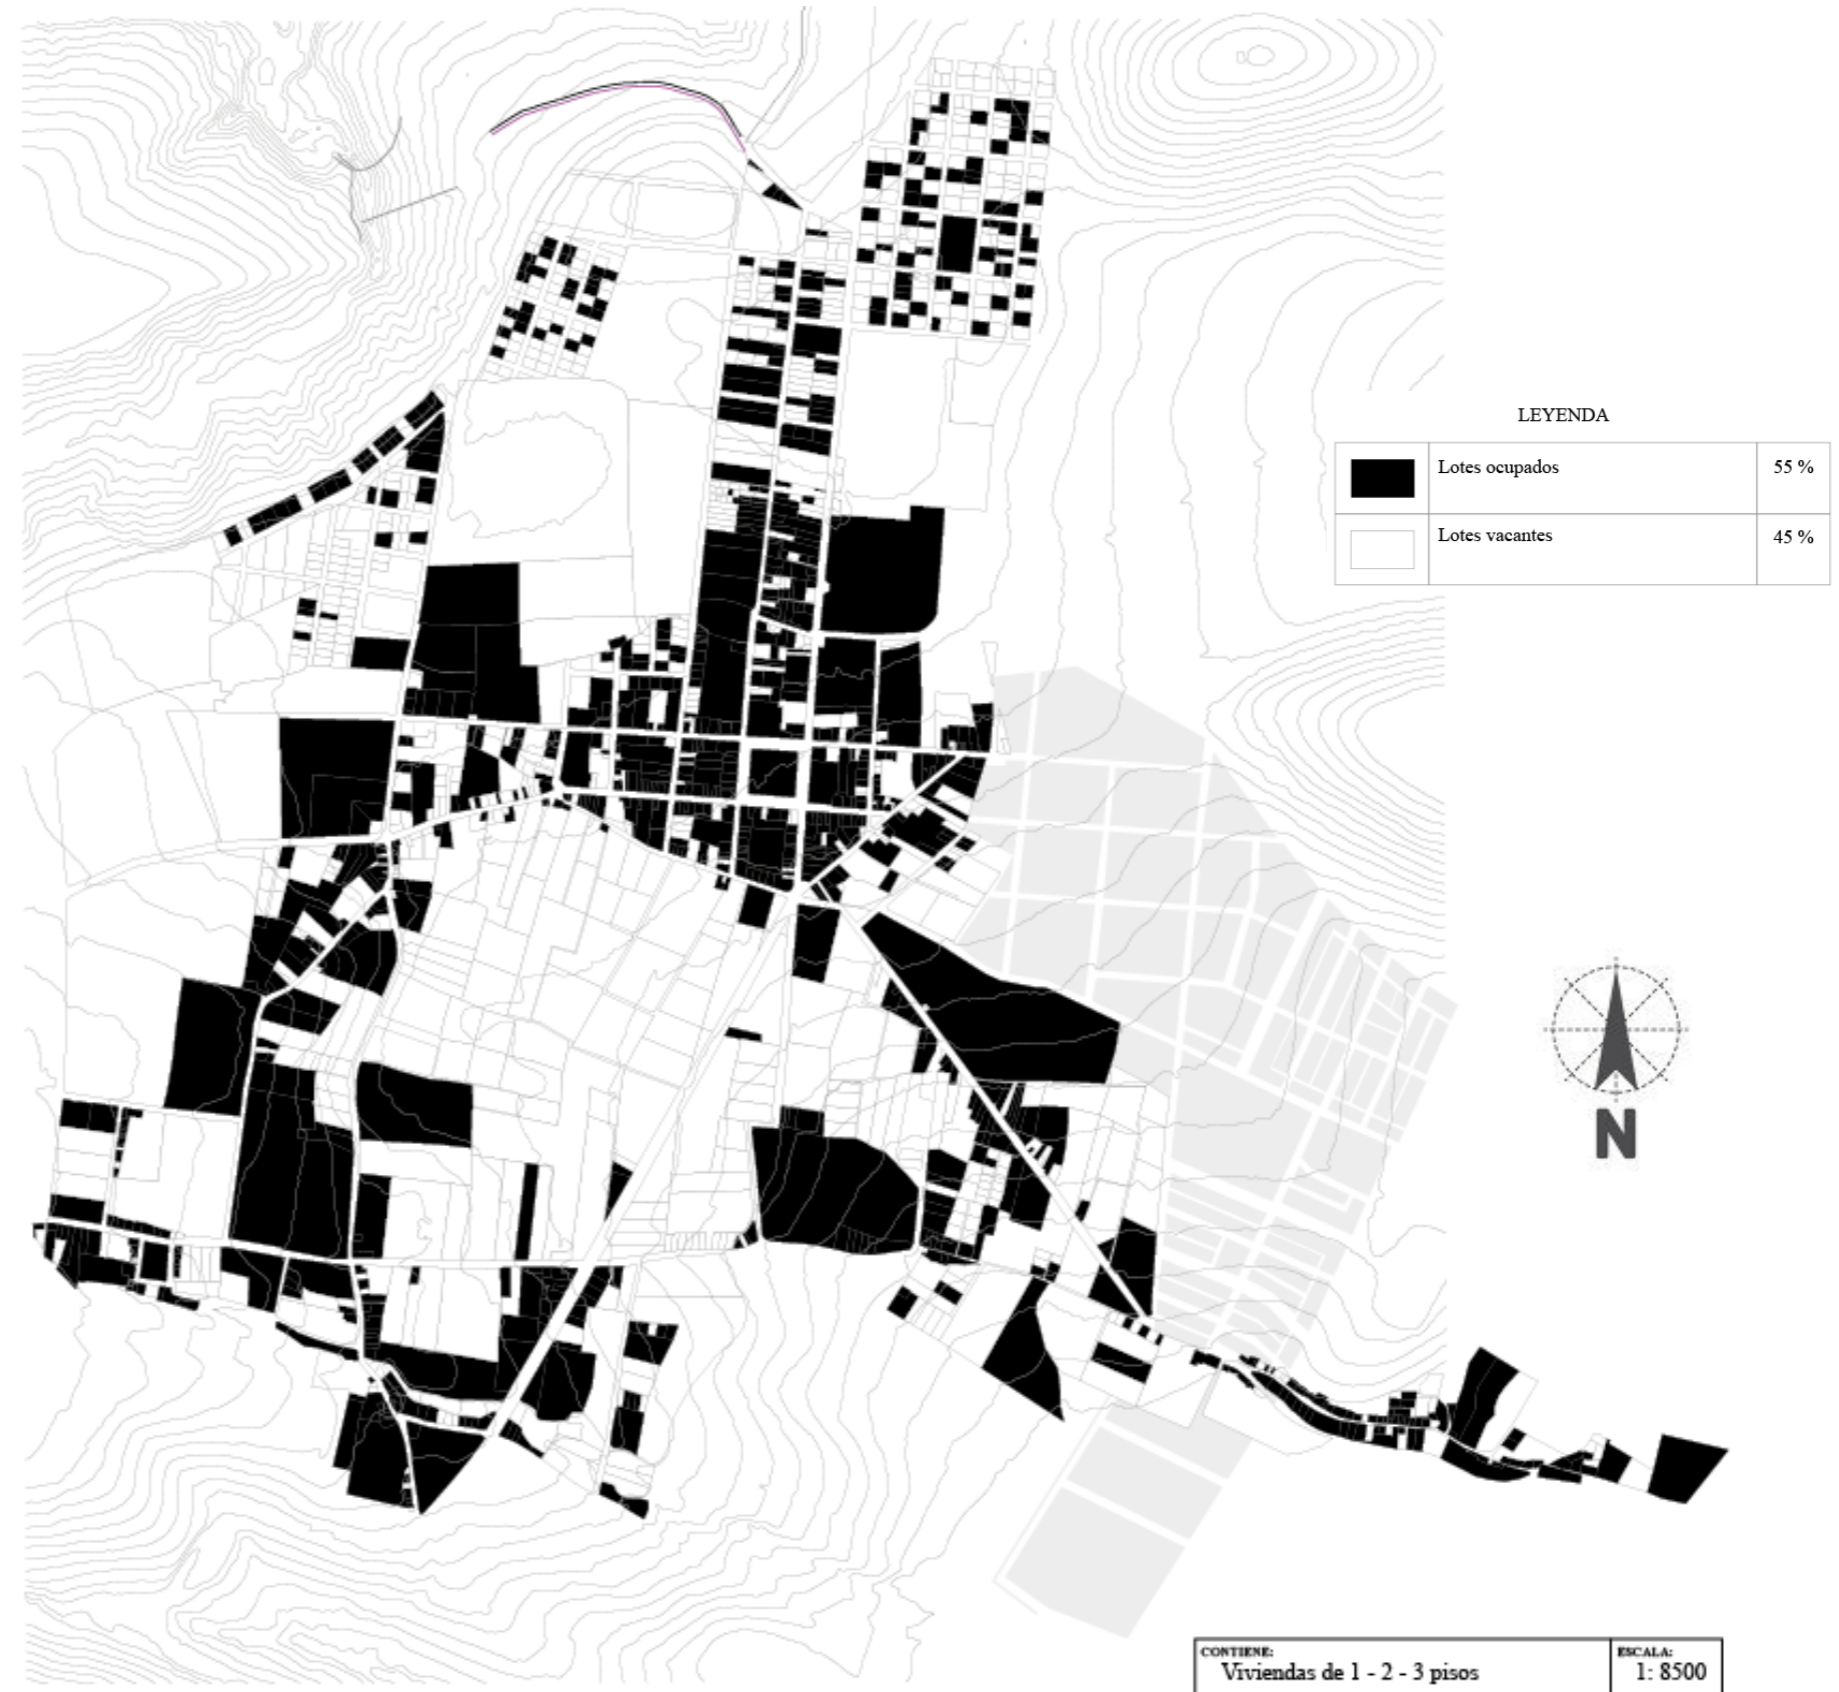 LEYENDA
Lotes ocupados 55 %
Lotes vacantes 45 %
N
CONTIENE: ESCALA:
Viviendas de 1 - 2 - 3 pisos 1: 8500